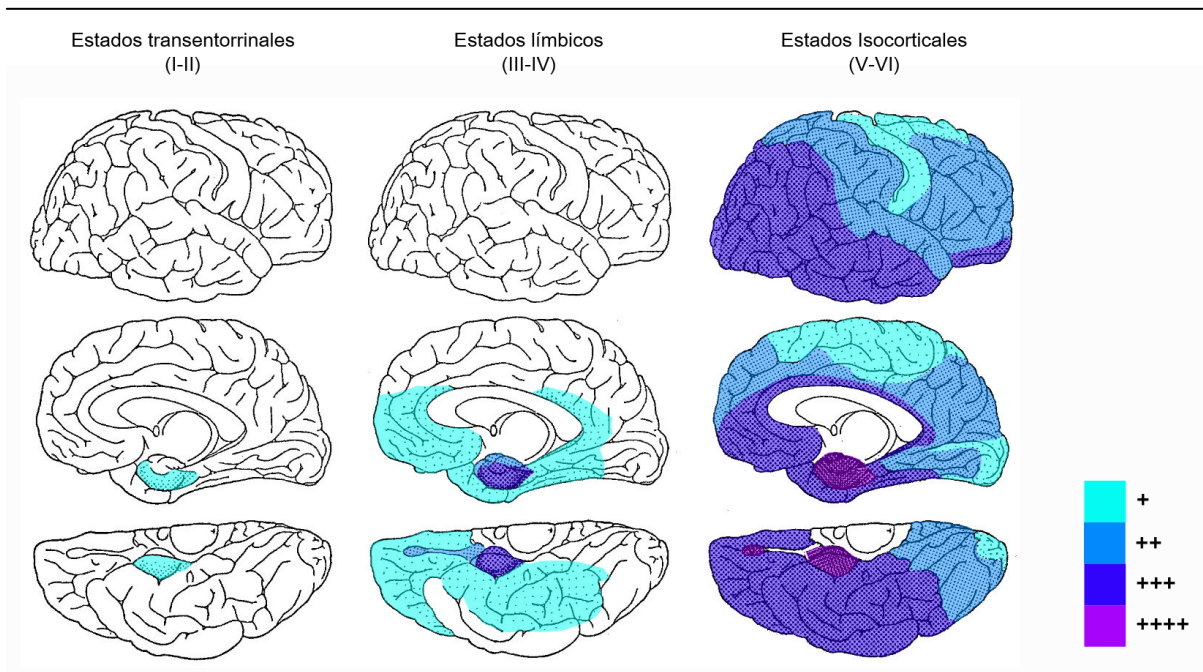 Estados transentorrinales
(I-II)
Estados límbicos
(III-IV)
Estados Isocorticales
(V-VI)
+
++
+++
++++